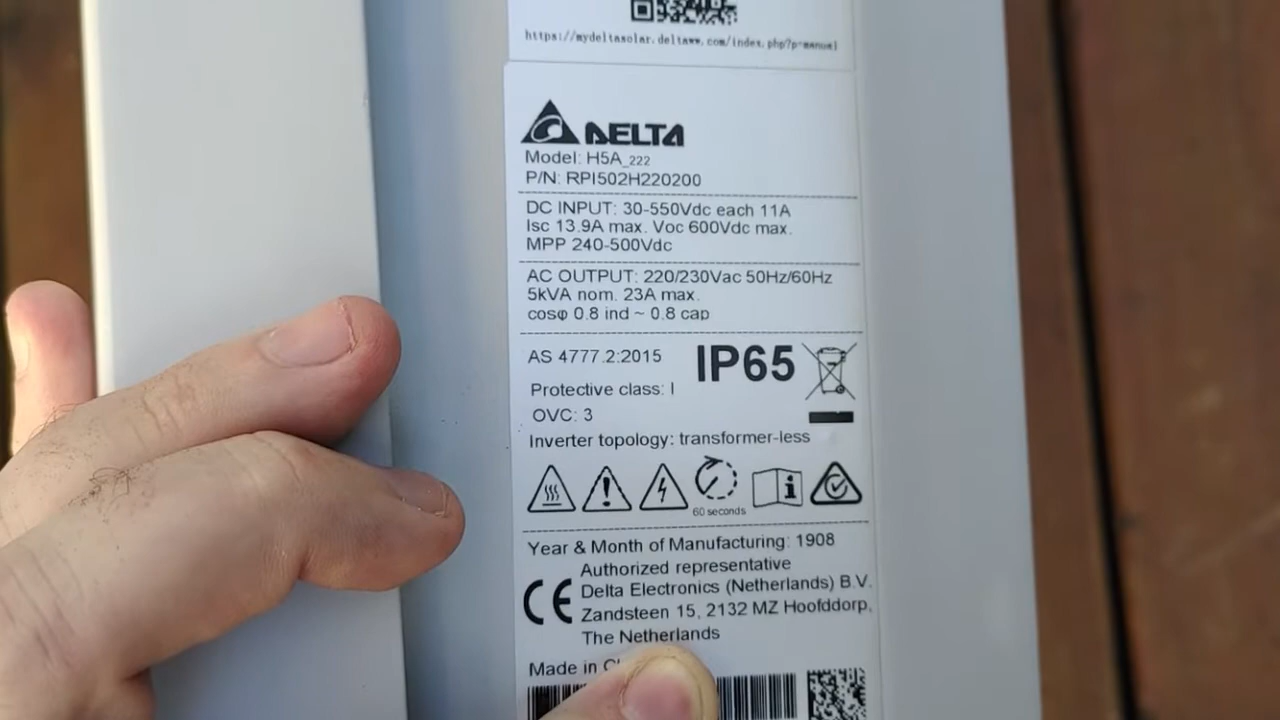 https://mydeltasolar.deltaww.com/index.php?p=manual
DELTA
Model: H5A_222
P/N: RPI502H220200
DC INPUT: 30-550Vdc each 11A
Isc 13.9A max. Voc 600Vdc max.
MPP 240-500Vdc
AC OUTPUT: 220/230Vac 50Hz/60Hz
5kVA nom. 23A max.
cosφ 0.8 ind ~ 0.8 cap
AS 4777.2:2015
IP65
Protective class: I
OVC: 3
Inverter topology: transformer-less
60 seconds
Year & Month of Manufacturing: 1908
Authorized representative
CE Delta Electronics (Netherlands) B.V.
Zandsteen 15, 2132 MZ Hoofddorp,
The Netherlands
Made in